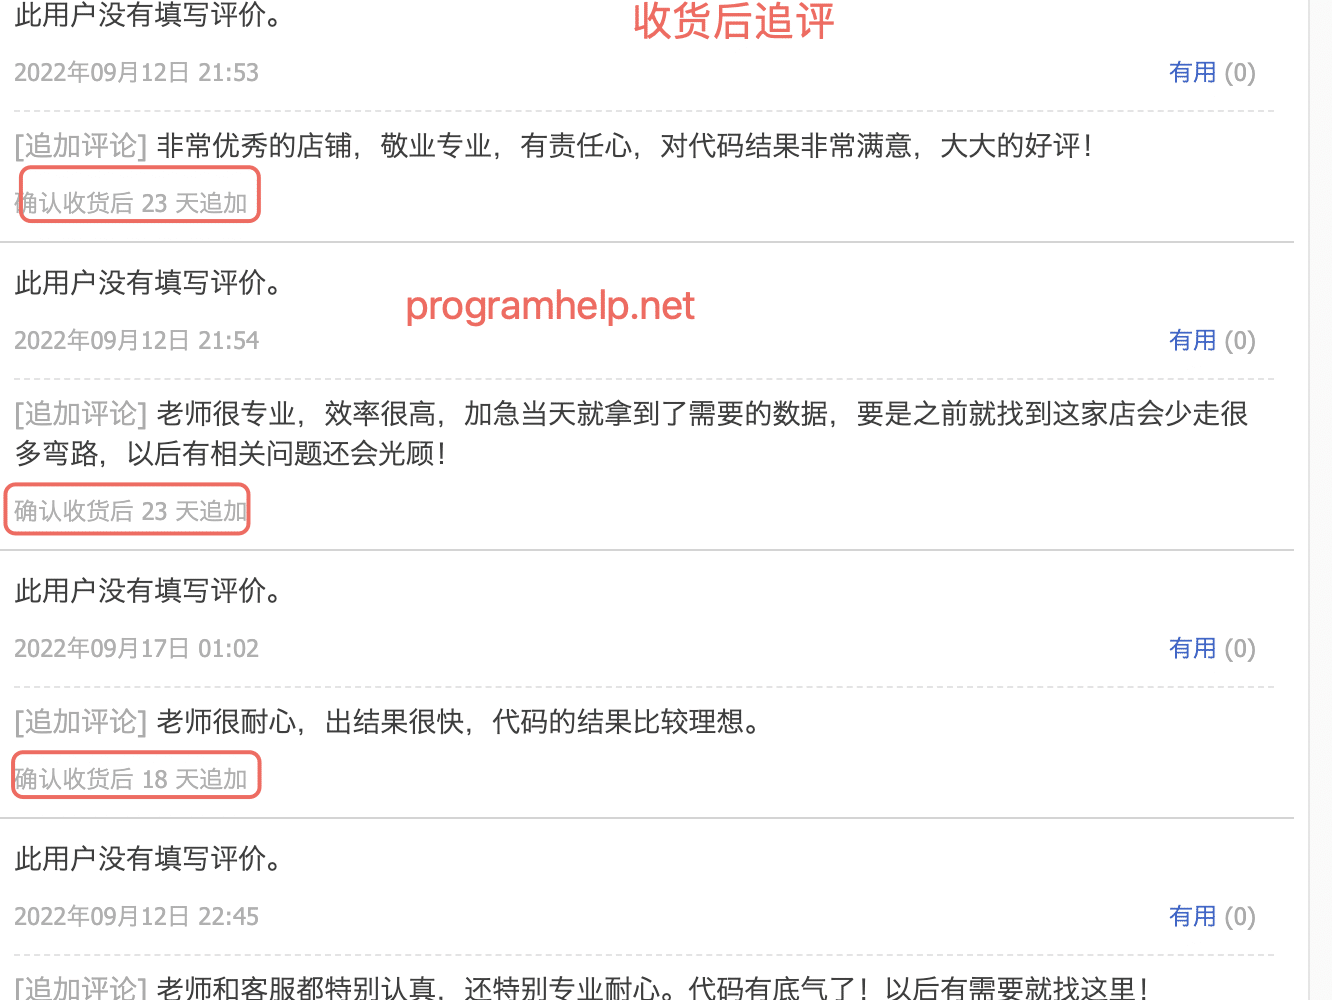 此用户没有填写评价。
收货后追评
2022年09月12日 21:53
有用 (0)
[追加评论] 非常优秀的店铺，敬业专业，有责任心，对代码结果非常满意，大大的好评！
确认收货后 23 天追加
此用户没有填写评价。
programhelp.net
2022年09月12日 21:54
有用 (0)
[追加评论] 老师很专业，效率很高，加急当天就拿到了需要的数据，要是之前就找到这家店会少走很
多弯路，以后有相关问题还会光顾！
确认收货后 23 天追加
此用户没有填写评价。
2022年09月17日 01:02
有用 (0)
[追加评论] 老师很耐心，出结果很快，代码的结果比较理想。
确认收货后 18 天追加
此用户没有填写评价。
2022年09月12日 22:45
有用 (0)
[追加评论] 老师和客服都特别认真，还特别专业耐心。代码有底气了！以后有需要就找这里！